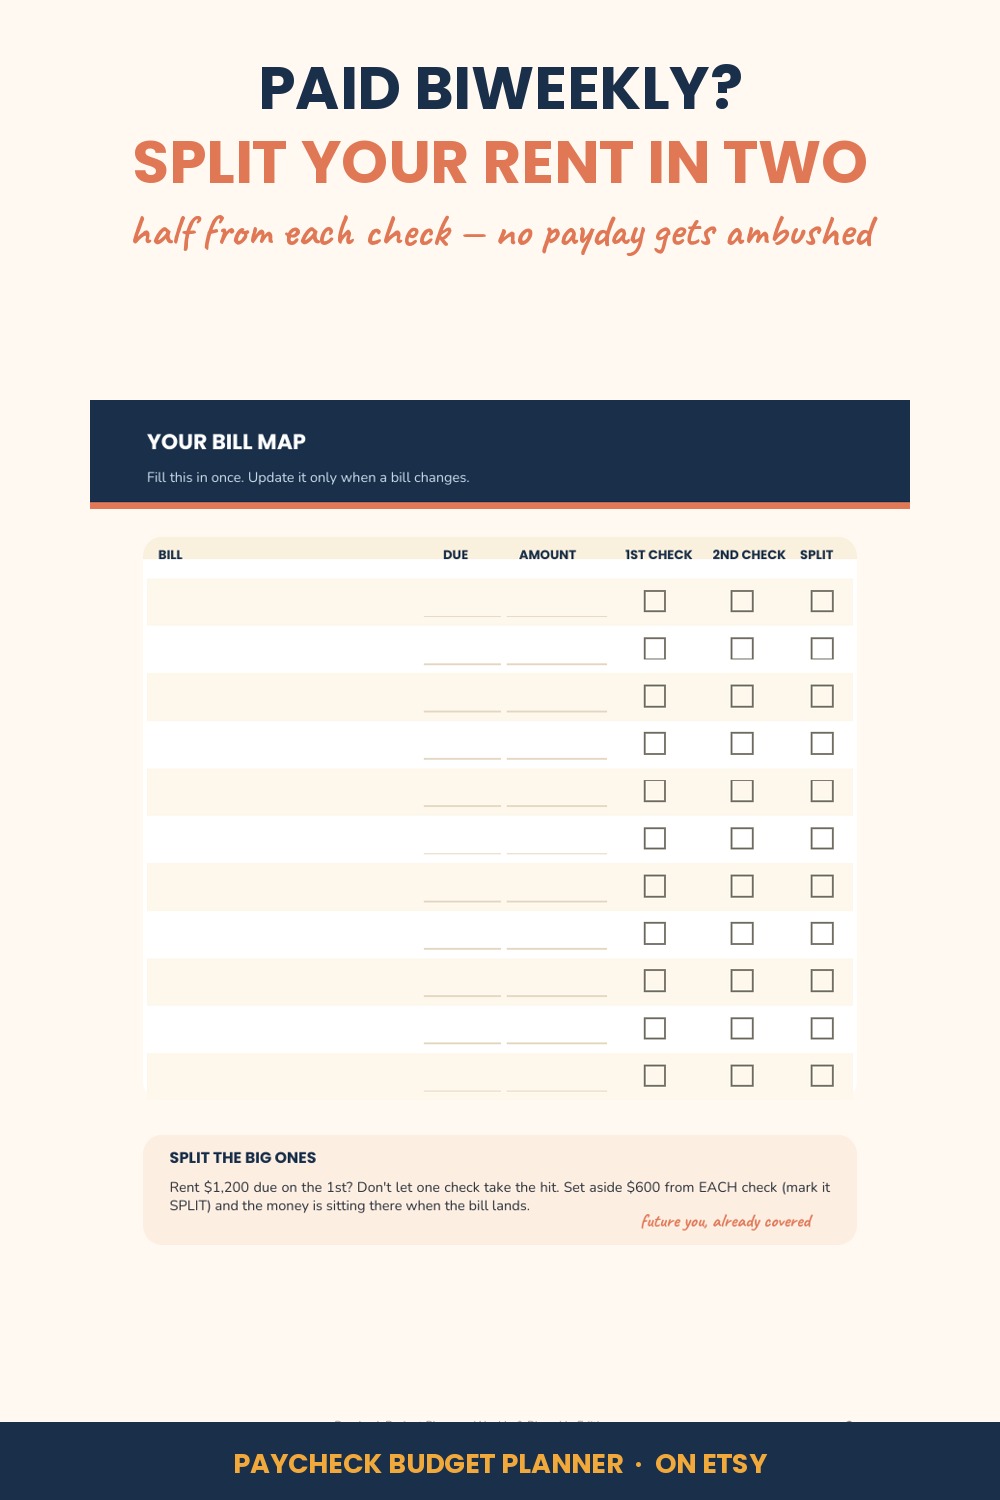 PAID BIWEEKLY?
SPLIT YOUR RENT IN TWO
half from each check — no payday gets ambushed
YOUR BILL MAP
Fill this in once. Update it only when a bill changes.
BILL DUE AMOUNT 1ST CHECK 2ND CHECK SPLIT
SPLIT THE BIG ONES
Rent $1,200 due on the 1st? Don't let one check take the hit. Set aside $600 from EACH check (mark it
SPLIT) and the money is sitting there when the bill lands.
future you, already covered
PAYCHECK BUDGET PLANNER · ON ETSY